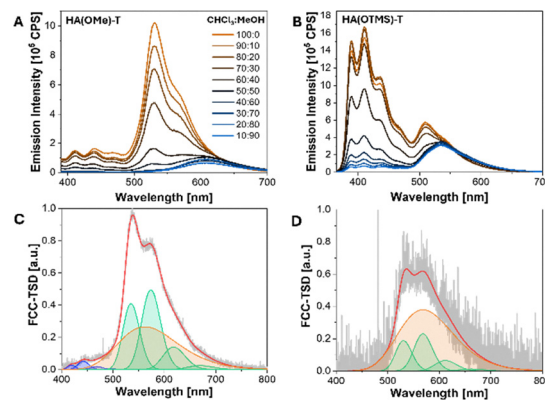 A HA(OMe)-T CHCl₃:MeOH
100:0
90:10
80:20
70:30
60:40
50:50
40:60
30:70
20:80
10:90
10
8
6
4
2
0
Emission Intensity [10⁵ CPS]
400 500 600 700
Wavelength [nm]
B HA(OTMS)-T
18
16
14
12
10
8
6
4
2
0
Emission Intensity [10⁵ CPS]
400 500 600 700
Wavelength [nm]
C
1.0
0.8
0.6
0.4
0.2
0.0
FCC-TSD [a.u.]
400 500 600 700 800
Wavelength [nm]
D
1.0
0.8
0.6
0.4
0.2
0.0
FCC-TSD [a.u.]
400 500 600 700 800
Wavelength [nm]